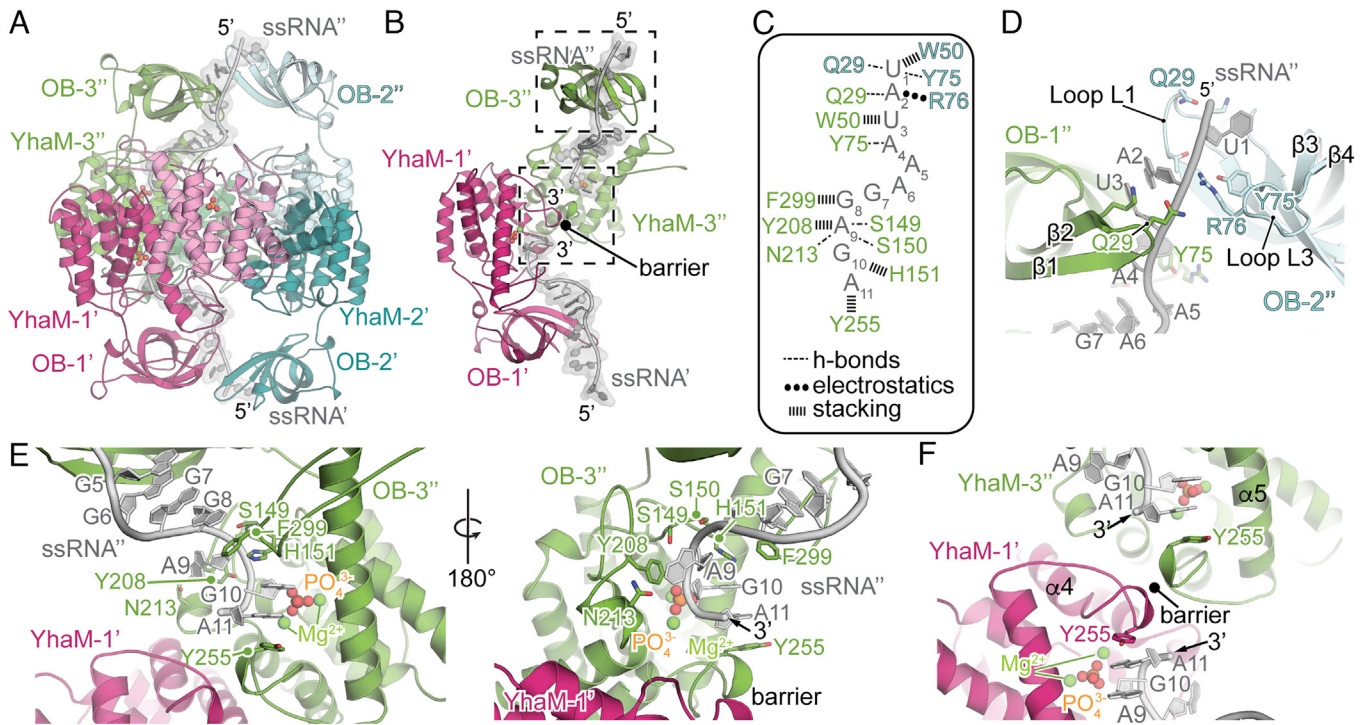 A
5’
ssRNA’’
OB-3’’
OB-2’’
YhaM-3’’
YhaM-1’
YhaM-2’
OB-1’
OB-2’
ssRNA’
5’
B
5’
ssRNA’’
OB-3’’
YhaM-1’
3’
YhaM-3’’
3’
barrier
OB-1’
ssRNA’
5’
C
W50
Q29 U1
Y75
Q29 A2
R76
W50 U3
Y75 A4
A5
A6
F299 G8 G7
Y208 A9 S149
N213 S150
G10
H151
A11
Y255
h-bonds
electrostatics
stacking
D
Q29 ssRNA’’
5’
Loop L1
OB-1’’
U1
β3
A2
β4
U3
Y75
β2
R76
Q29
β1
Y75 Loop L3
A4
A5
OB-2’’
G7 A6
E
G5 G7
OB-3’’
G6 G8
S149
F299
ssRNA’’
H151
A9
Y208
PO4 3-
G10
N213
A11
Mg2+
YhaM-1’
Y255
180°
OB-3’’
S150
G7
S149 H151
Y208
F299
A9
ssRNA’’
G10
N213
A11
3’
PO4 3-
Mg2+ Y255
YhaM-1’
barrier
F
A9
YhaM-3’’
G10
A11
α5
3’
Y255
YhaM-1’
α4
barrier
Y255
3’
Mg2+
A11
G10
PO4 3-
A9